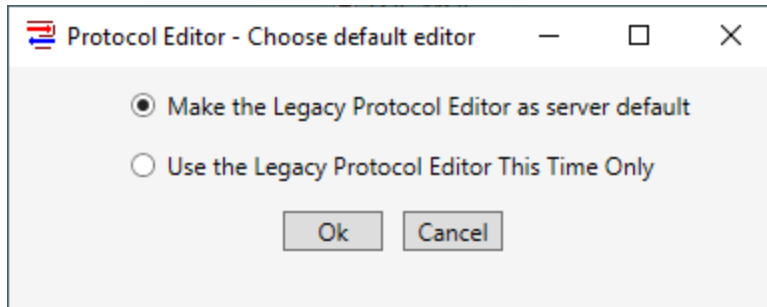 Protocol Editor - Choose default editor
Make the Legacy Protocol Editor as server default
Use the Legacy Protocol Editor This Time Only
Ok Cancel